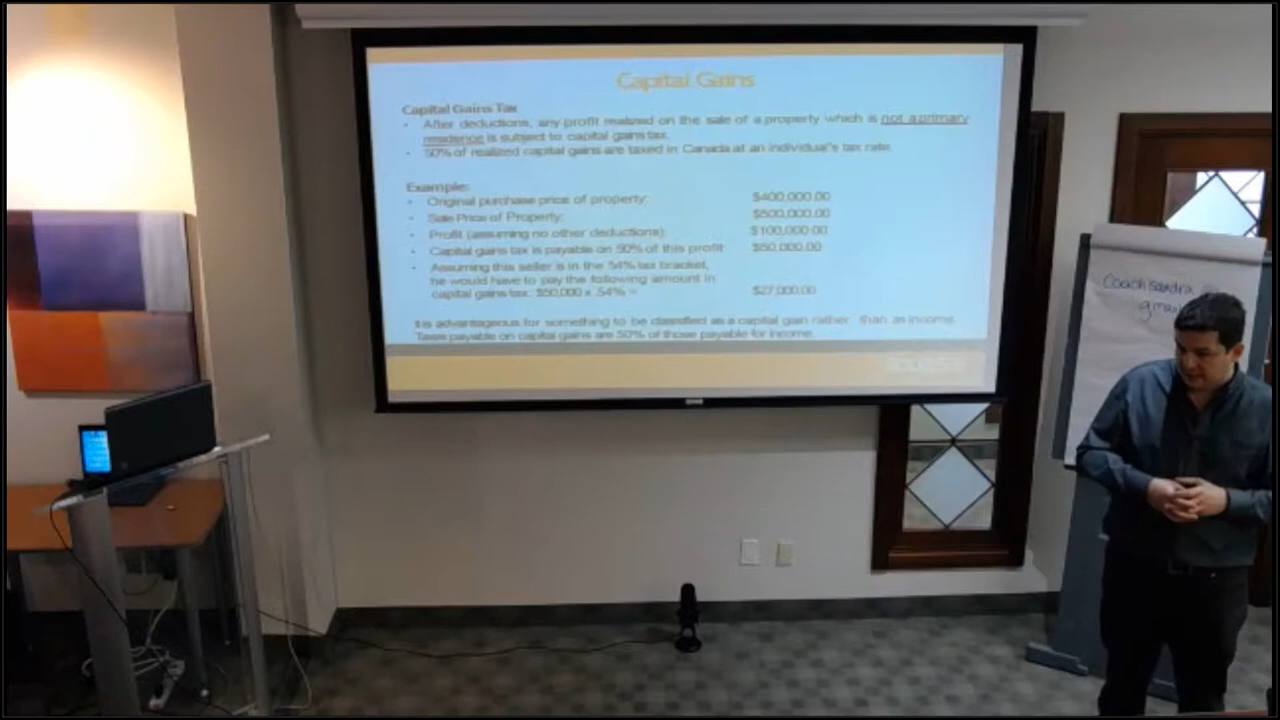 Capital Gains
Capital Gains Tax
• After deductions, any profit realized on the sale of a property which is not a primary
residence is subject to capital gains tax.
• 50% of realized capital gains are taxed in Canada at an individual's tax rate.
Example:
• Original purchase price of property: $400,000.00
• Sale Price of Property: $500,000.00
• Profit (assuming no other deductions): $100,000.00
• Capital gains tax is payable on 50% of this profit $50,000.00
• Assuming this seller is in the 54% tax bracket,
he would have to pay the following amount in
capital gains tax: $50,000 x .54% = $27,000.00
It is advantageous for something to be classified as a capital gain rather than as income.
Taxes payable on capital gains are 50% of those payable for income.
Coach